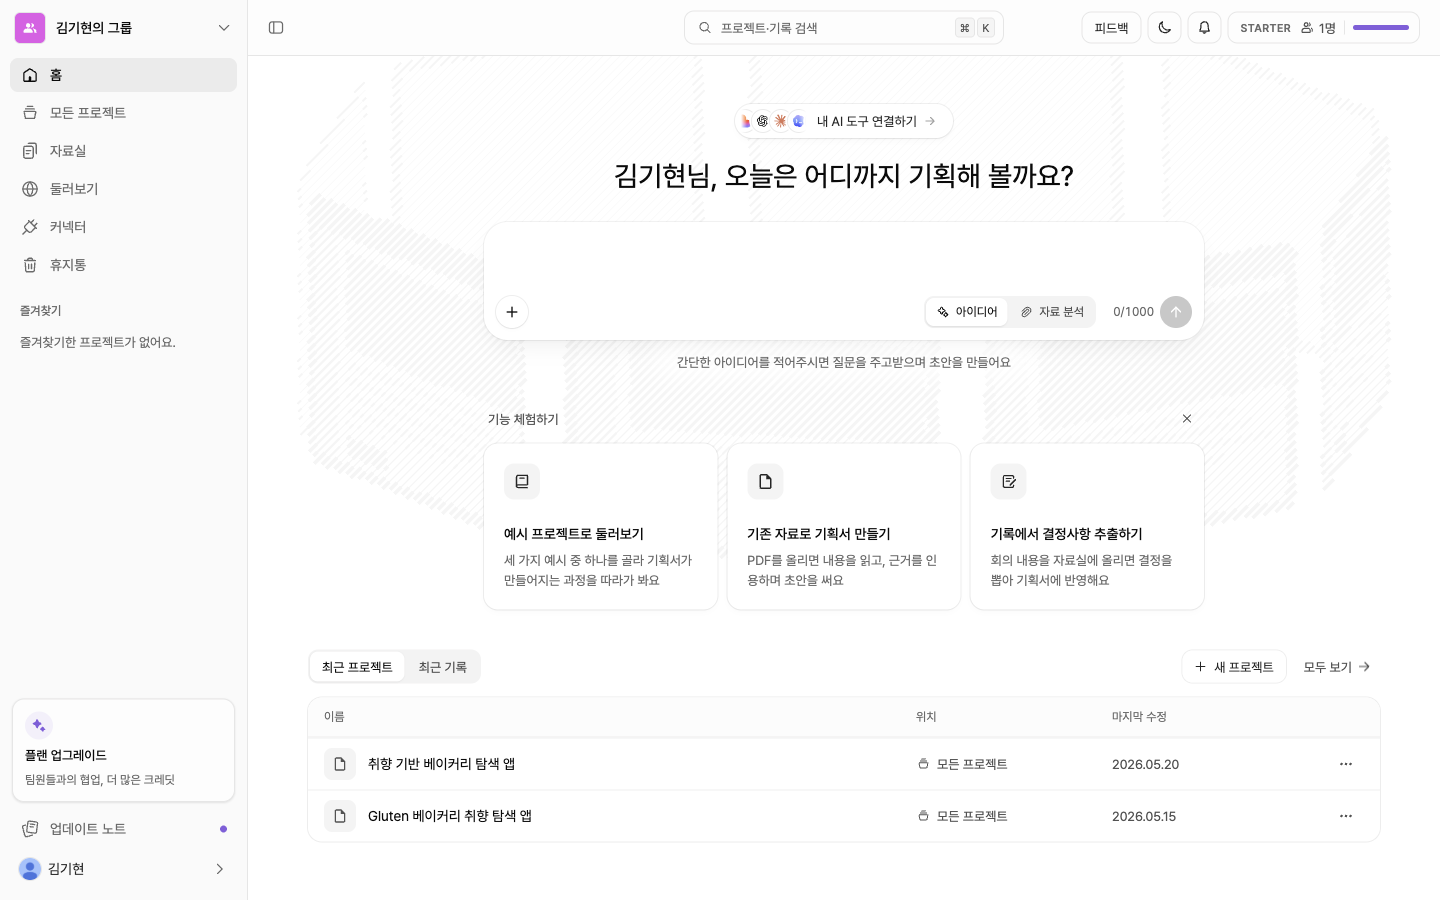 김기현의 그룹
홈
모든 프로젝트
자료실
둘러보기
커넥터
휴지통
즐겨찾기
즐겨찾기한 프로젝트가 없어요.
플랜 업그레이드
팀원들과의 협업, 더 많은 크레딧
업데이트 노트
김기현
프로젝트·기록 검색 ⌘ K
피드백
STARTER 1명
내 AI 도구 연결하기
김기현님, 오늘은 어디까지 기획해 볼까요?
아이디어 자료 분석 0/1000
간단한 아이디어를 적어주시면 질문을 주고받으며 초안을 만들어요
기능 체험하기
예시 프로젝트로 둘러보기
세 가지 예시 중 하나를 골라 기획서가
만들어지는 과정을 따라가 봐요
기존 자료로 기획서 만들기
PDF를 올리면 내용을 읽고, 근거를 인
용하며 초안을 써요
기록에서 결정사항 추출하기
회의 내용을 자료실에 올리면 결정을
뽑아 기획서에 반영해요
최근 프로젝트 최근 기록 새 프로젝트 모두 보기
이름 위치 마지막 수정
취향 기반 베이커리 탐색 앱 모든 프로젝트 2026.05.20
Gluten 베이커리 취향 탐색 앱 모든 프로젝트 2026.05.15